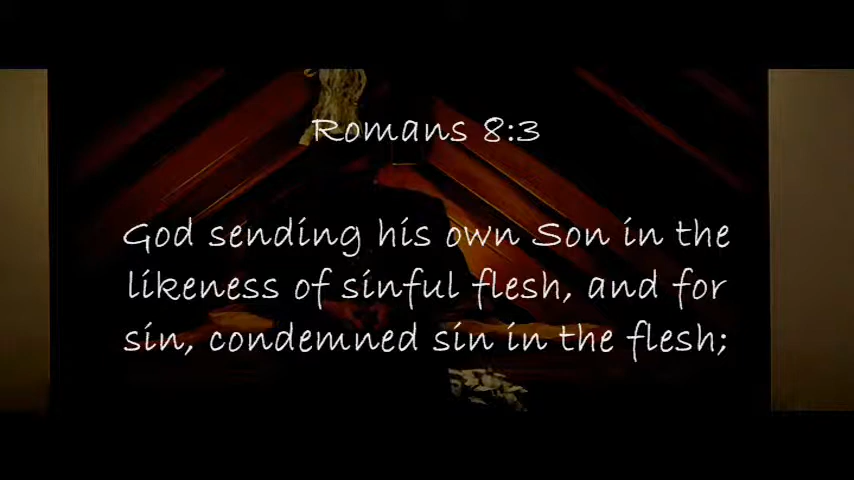 Romans 8:3
God sending his own Son in the
likeness of sinful flesh, and for
sin, condemned sin in the flesh;